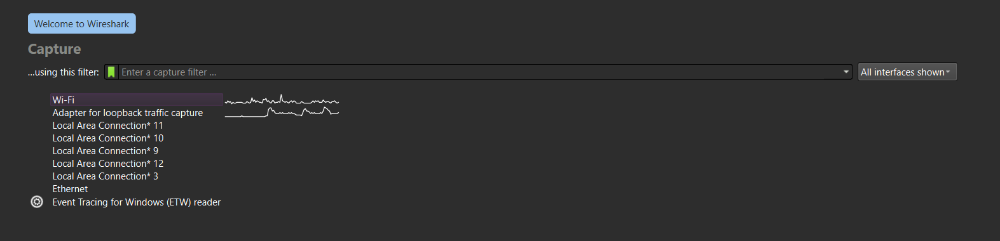 Welcome to Wireshark
Capture
...using this filter: Enter a capture filter ... All interfaces shown
Wi-Fi
Adapter for loopback traffic capture
Local Area Connection* 11
Local Area Connection* 10
Local Area Connection* 9
Local Area Connection* 12
Local Area Connection* 3
Ethernet
Event Tracing for Windows (ETW) reader